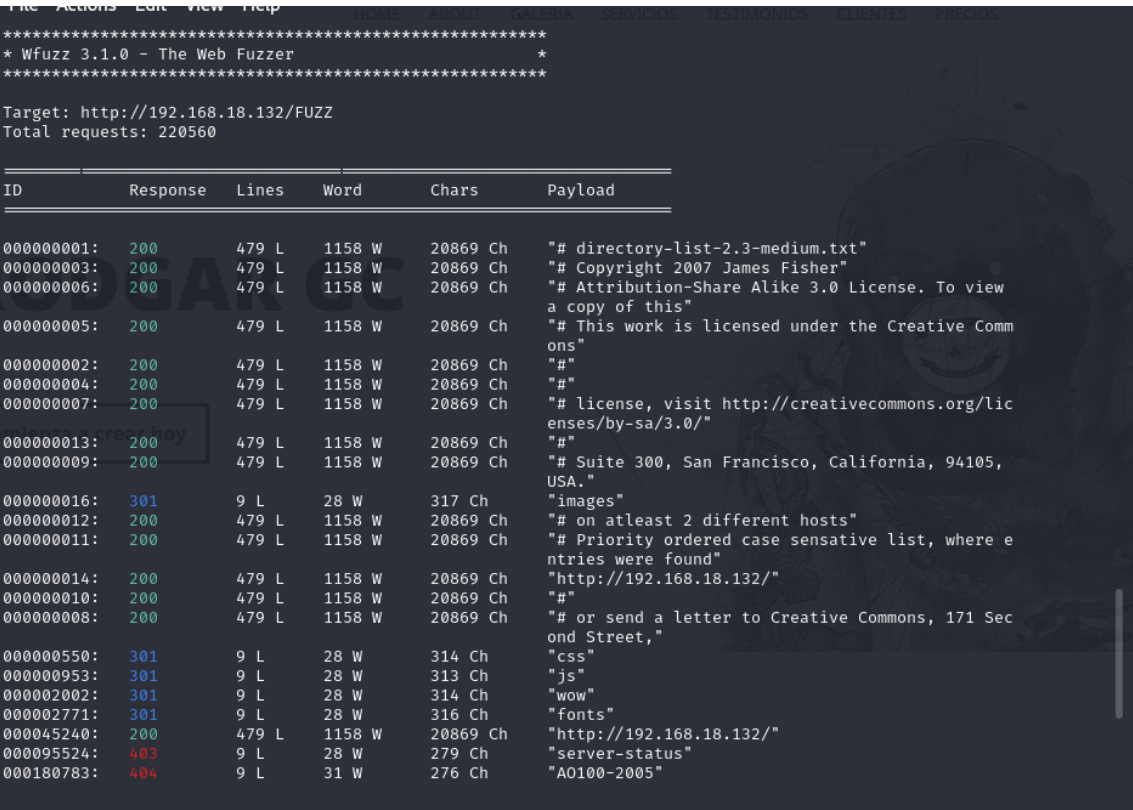 File Actions Edit View Help
HOME ABOUT GALERIA SERVICIOS TESTIMONIOS CLIENTES PRECIOS
********************************************************
* Wfuzz 3.1.0 - The Web Fuzzer *
********************************************************
Target: http://192.168.18.132/FUZZ
Total requests: 220560
ID Response Lines Word Chars Payload
000000001: 200 479 L 1158 W 20869 Ch "# directory-list-2.3-medium.txt"
000000003: 200 479 L 1158 W 20869 Ch "# Copyright 2007 James Fisher"
000000006: 200 479 L 1158 W 20869 Ch "# Attribution-Share Alike 3.0 License. To view
a copy of this"
000000005: 200 479 L 1158 W 20869 Ch "# This work is licensed under the Creative Comm
ons"
000000002: 200 479 L 1158 W 20869 Ch "#"
000000004: 200 479 L 1158 W 20869 Ch "#"
000000007: 200 479 L 1158 W 20869 Ch "# license, visit http://creativecommons.org/lic
enses/by-sa/3.0/"
000000013: 200 479 L 1158 W 20869 Ch "#"
000000009: 200 479 L 1158 W 20869 Ch "# Suite 300, San Francisco, California, 94105,
USA."
000000016: 301 9 L 28 W 317 Ch "images"
000000012: 200 479 L 1158 W 20869 Ch "# on atleast 2 different hosts"
000000011: 200 479 L 1158 W 20869 Ch "# Priority ordered case sensative list, where e
ntries were found"
000000014: 200 479 L 1158 W 20869 Ch "http://192.168.18.132/"
000000010: 200 479 L 1158 W 20869 Ch "#"
000000008: 200 479 L 1158 W 20869 Ch "# or send a letter to Creative Commons, 171 Sec
ond Street,"
000000550: 301 9 L 28 W 314 Ch "css"
000000953: 301 9 L 28 W 313 Ch "js"
000002002: 301 9 L 28 W 314 Ch "wow"
000002771: 301 9 L 28 W 316 Ch "fonts"
000045240: 200 479 L 1158 W 20869 Ch "http://192.168.18.132/"
000095524: 403 9 L 28 W 279 Ch "server-status"
000180783: 404 9 L 31 W 276 Ch "AO100-2005"
RODGAR GC
a crear hoy